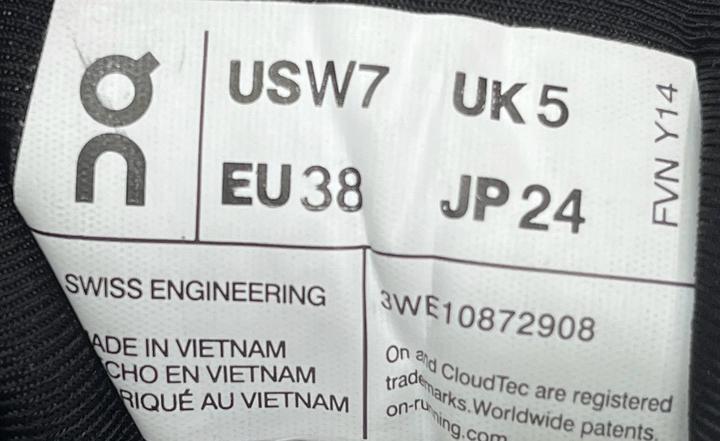 On
USW7 UK 5
EU 38 JP 24
FVN Y14
SWISS ENGINEERING
ADE IN VIETNAM
CHO EN VIETNAM
RIQUÉ AU VIETNAM
3WE10872908
On and CloudTec are registered
trademarks. Worldwide patents
on-running.com